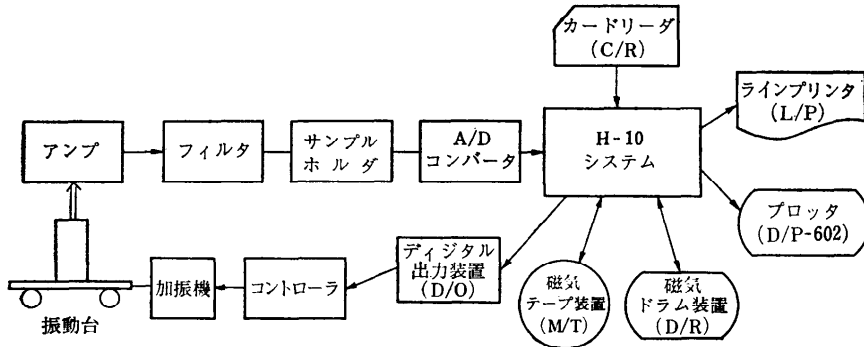 カードリーダ
(C/R)
ラインプリンタ
(L/P)
アンプ
フィルタ
サンプル
ホルダ
A/D
コンバータ
H-10
システム
プロッタ
(D/P-602)
ディジタル
出力装置
(D/O)
コントローラ
加振機
振動台
磁気
テープ装置
(M/T)
磁気
ドラム装置
(D/R)